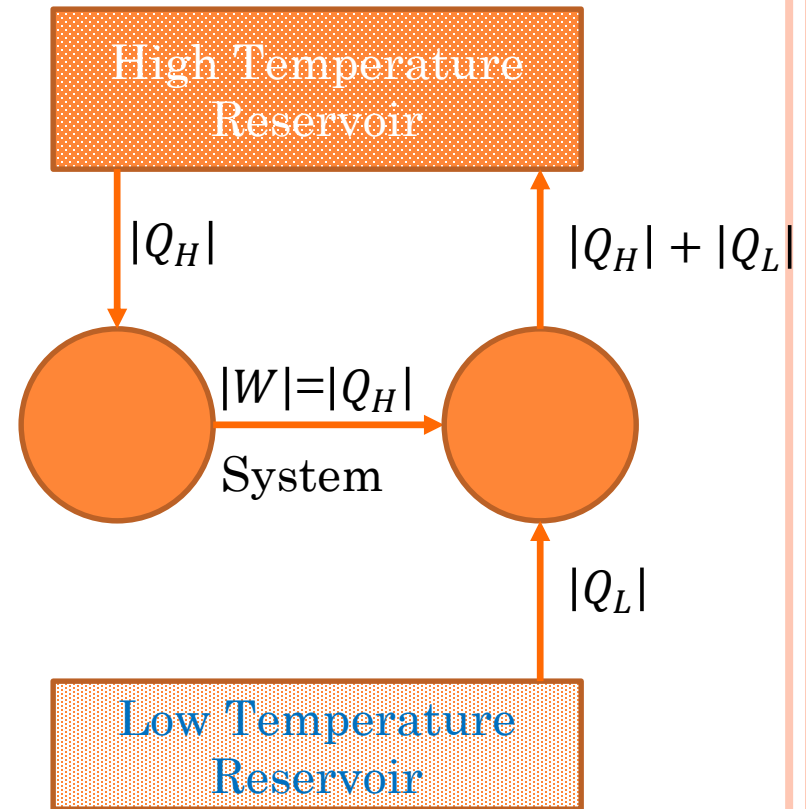 High Temperature
Reservoir
|Q_H|
|Q_H| + |Q_L|
|W|=|Q_H|
System
|Q_L|
Low Temperature
Reservoir